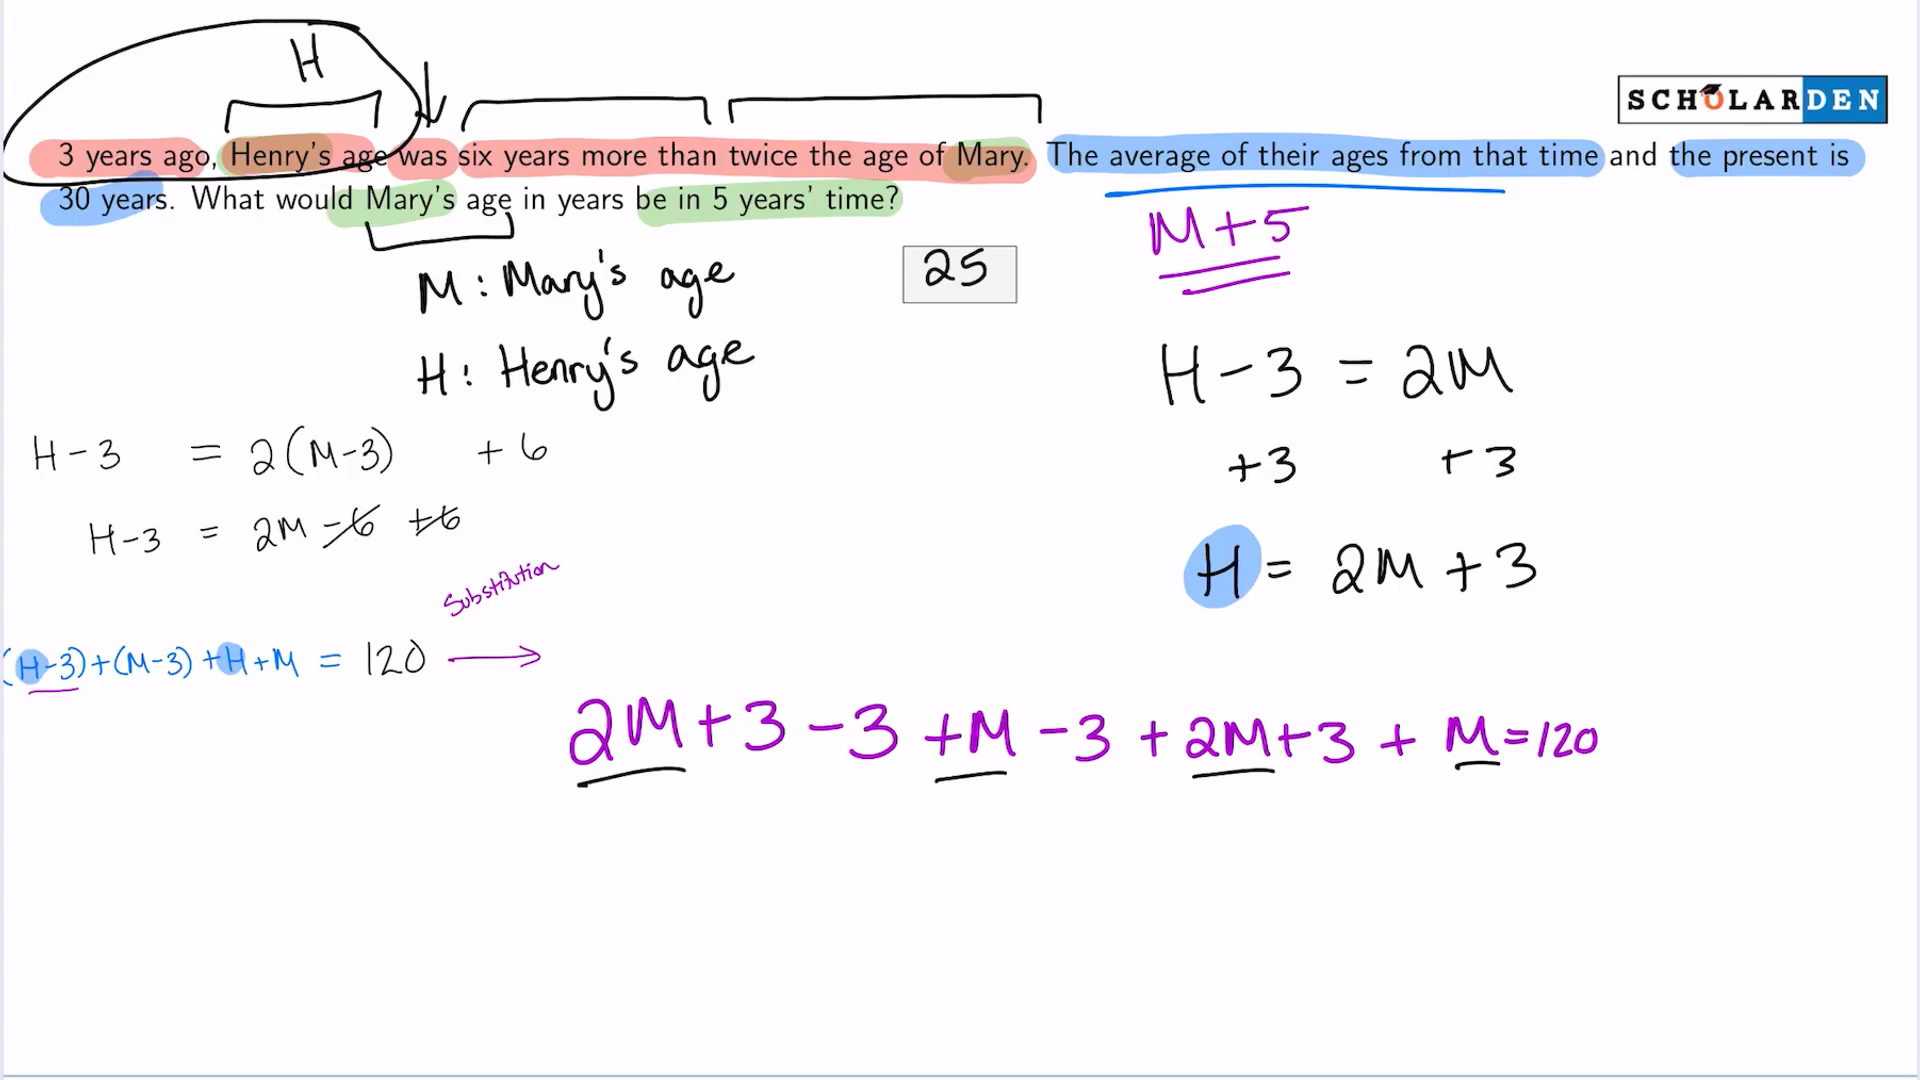 H
SCHOLARDEN
3 years ago, Henry's age was six years more than twice the age of Mary. The average of their ages from that time and the present is
30 years. What would Mary's age in years be in 5 years' time?
M+5
25
M : Mary's age
H : Henry's age
H-3 = 2M
+3 +3
H = 2M + 3
H-3 = 2(M-3) + 6
H-3 = 2M -6 +6
Substitution
(H-3)+(M-3)+H+M = 120
2M+3-3+M-3+2M+3+M=120